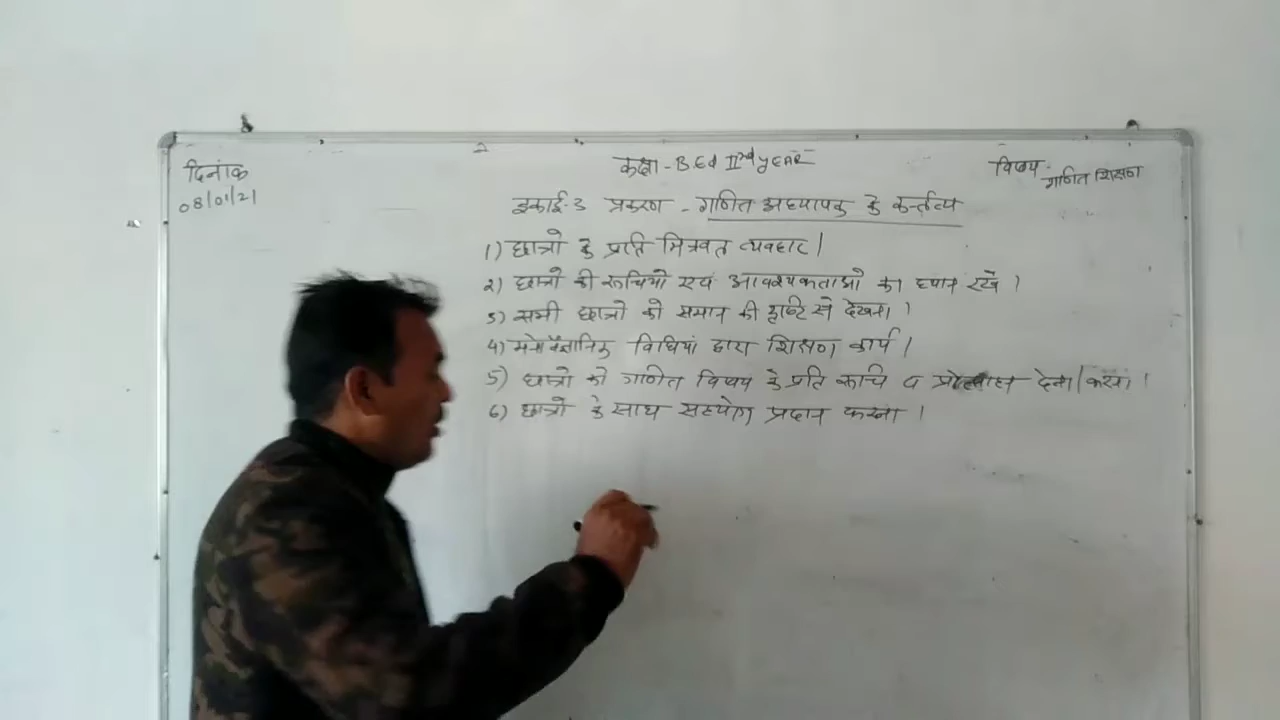 दिनांक
08/01/21
कक्षा - B.Ed IInd YEAR
विषय - गणित शिक्षण
इकाई-3 प्रकरण - गणित अध्यापक के कर्त्तव्य
1) छात्रो के प्रति मित्रवत व्यवहार।
2) छात्रो की रूचियो एवं आवश्यकताओ का ध्यान रखें।
3) सभी छात्रो को समान की दृष्टि से देखना।
4) मनोवैज्ञानिक विधियां द्वारा शिक्षण कार्य।
5) छात्रो को गणित विषय के प्रति रूचि व देना/करना।
6) छात्रो के साथ सहयोग प्रदान करना।